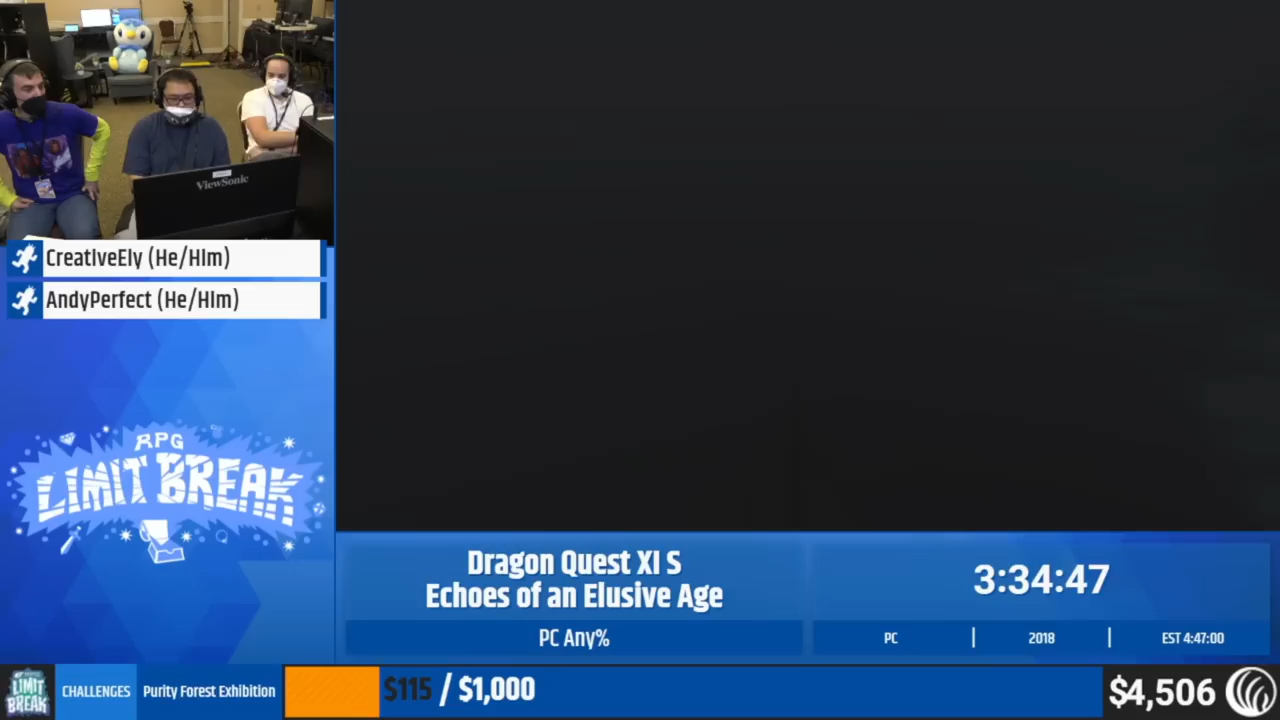 ViewSonic
CreativeEly (He/Him)
AndyPerfect (He/Him)
RPG
LIMIT BREAK
Dragon Quest XI S
Echoes of an Elusive Age
3:34:47
PC Any%
PC | 2018 | EST 4:47:00
LIMIT
BREAK
CHALLENGES Purity Forest Exhibition $115 / $1,000 $4,506